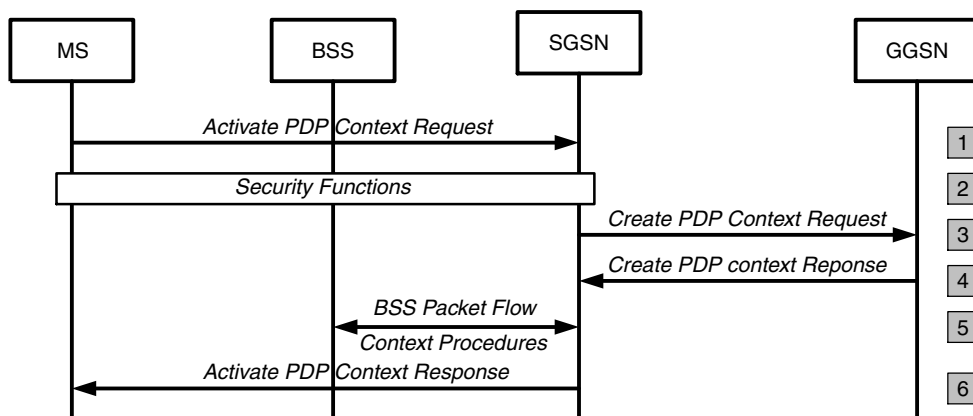 MS
BSS
SGSN
GGSN
Activate PDP Context Request
1
Security Functions
2
Create PDP Context Request
3
Create PDP context Reponse
4
BSS Packet Flow
Context Procedures
5
Activate PDP Context Response
6